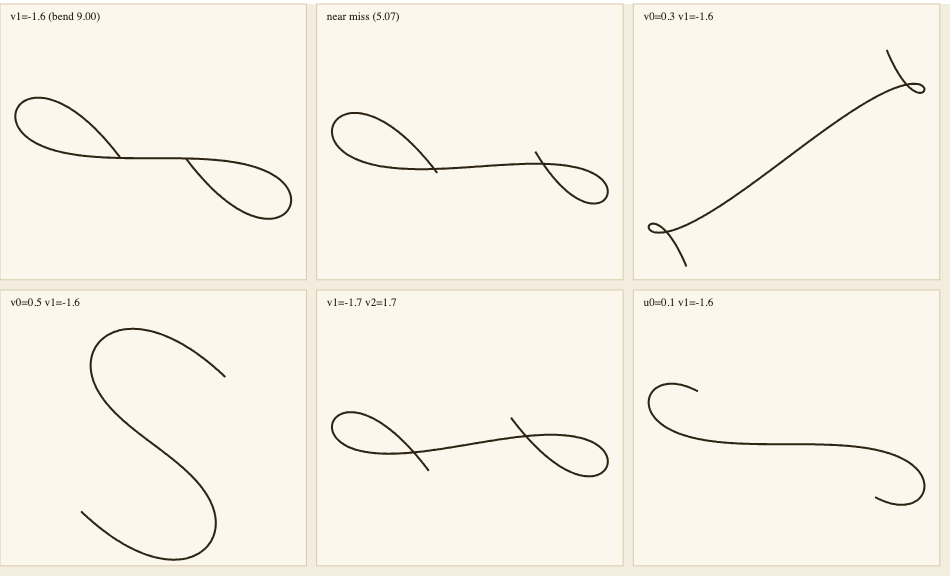 v1=-1.6 (bend 9.00)
near miss (5.07)
v0=0.3 v1=-1.6
v0=0.5 v1=-1.6
v1=-1.7 v2=1.7
u0=0.1 v1=-1.6